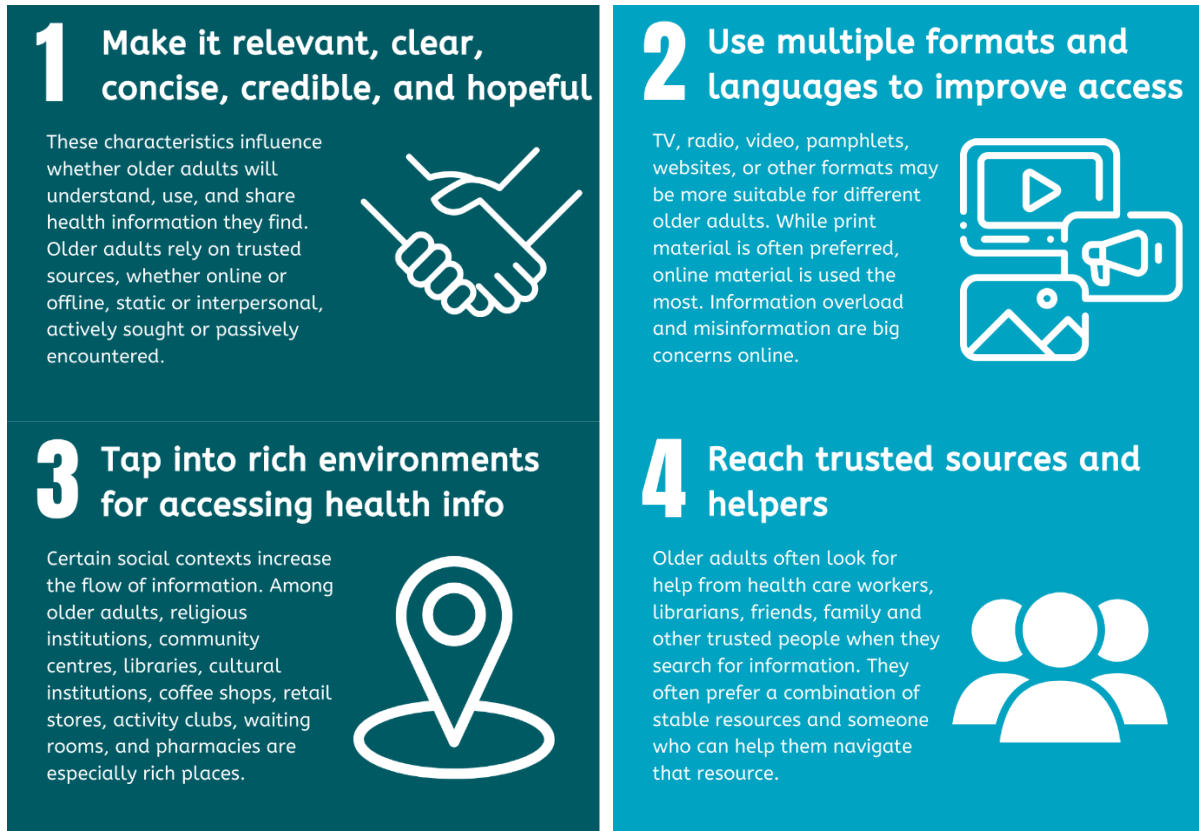 1
Make it relevant, clear,
concise, credible, and hopeful
These characteristics influence
whether older adults will
understand, use, and share
health information they find.
Older adults rely on trusted
sources, whether online or
offline, static or interpersonal,
actively sought or passively
encountered.
2
Use multiple formats and
languages to improve access
TV, radio, video, pamphlets,
websites, or other formats may
be more suitable for different
older adults. While print
material is often preferred,
online material is used the
most. Information overload
and misinformation are big
concerns online.
3
Tap into rich environments
for accessing health info
Certain social contexts increase
the flow of information. Among
older adults, religious
institutions, community
centres, libraries, cultural
institutions, coffee shops, retail
stores, activity clubs, waiting
rooms, and pharmacies are
especially rich places.
4
Reach trusted sources and
helpers
Older adults often look for
help from health care workers,
librarians, friends, family and
other trusted people when they
search for information. They
often prefer a combination of
stable resources and someone
who can help them navigate
that resource.